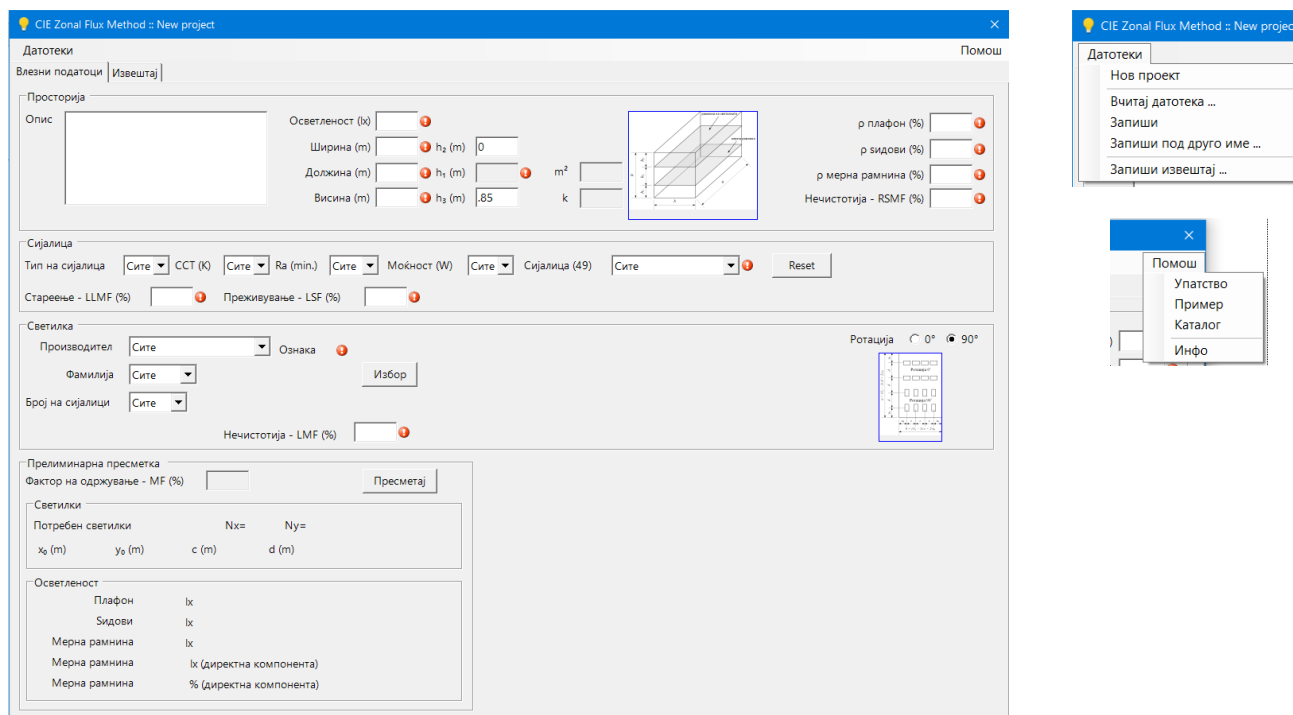 CIE Zonal Flux Method :: New project
Датотеки Помош
Влезни податоци Извештај
Просторија
Опис Осветленост (lx) ρ плафон (%)
Ширина (m) h₂ (m) 0 ρ ѕидови (%)
Должина (m) h₁ (m) m² ρ мерна рамнина (%)
Висина (m) h₃ (m) .85 k Нечистотија - RSMF (%)
Сијалица
Тип на сијалица Сите CCT (K) Сите Ra (min.) Сите Моќност (W) Сите Сијалица (49) Сите Reset
Стареење - LLMF (%) Преживување - LSF (%)
Светилка
Производител Сите Ознака Ротација 0° 90°
Фамилија Сите Избор
Број на сијалици Сите
Нечистотија - LMF (%)
Прелиминарна пресметка
Фактор на одржување - MF (%) Пресметај
Светилки
Потребен светилки Nx= Ny=
x₀ (m) y₀ (m) c (m) d (m)
Осветленост
Плафон lx
Ѕидови lx
Мерна рамнина lx
Мерна рамнина lx (директна компонента)
Мерна рамнина % (директна компонента)
CIE Zonal Flux Method :: New projec
Датотеки
Нов проект
Вчитај датотека ...
Запиши
Запиши под друго име ...
Запиши извештај ...
Помош
Упатство
Пример
Каталог
Инфо